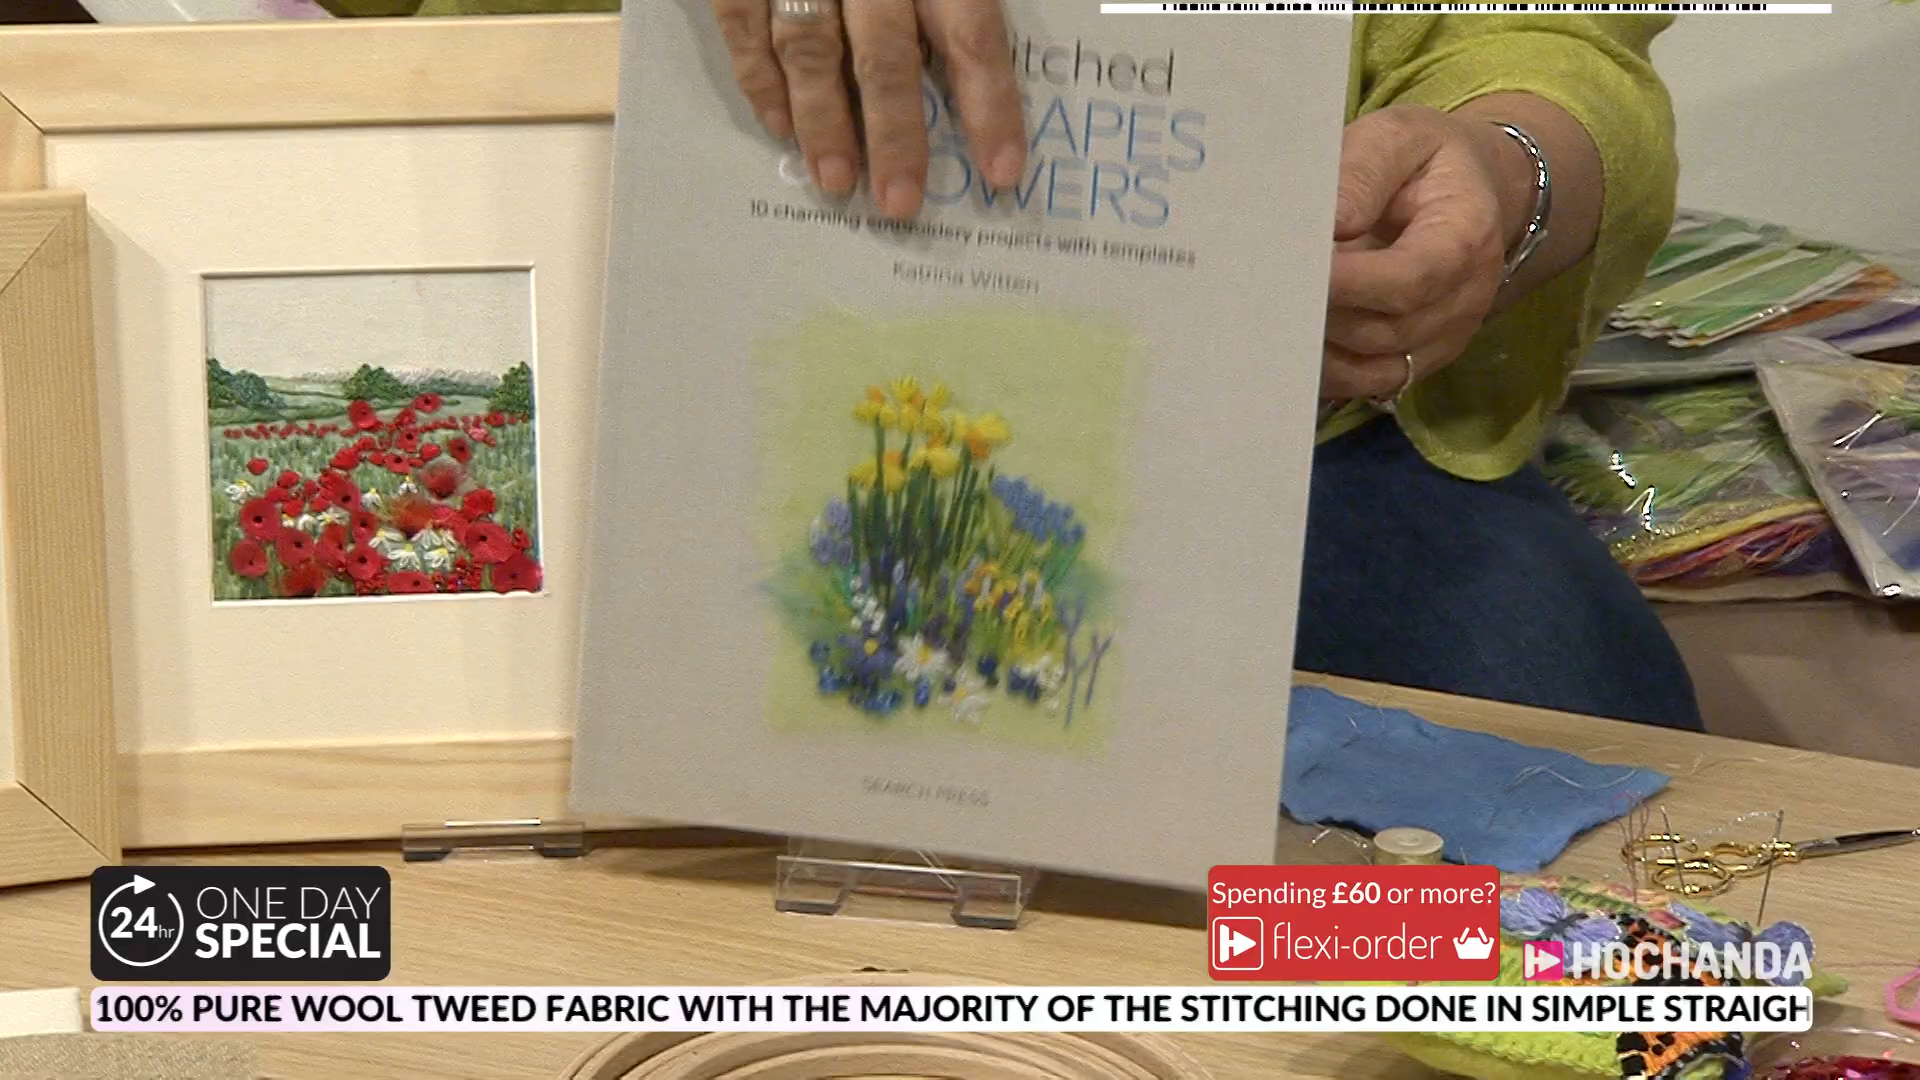 itched
APES
OWERS
10 charming embroidery projects with templates
Katrina Witten
SEARCH PRESS
24hr
ONE DAY
SPECIAL
Spending £60 or more?
flexi-order
HOCHANDA
100% PURE WOOL TWEED FABRIC WITH THE MAJORITY OF THE STITCHING DONE IN SIMPLE STRAIGH